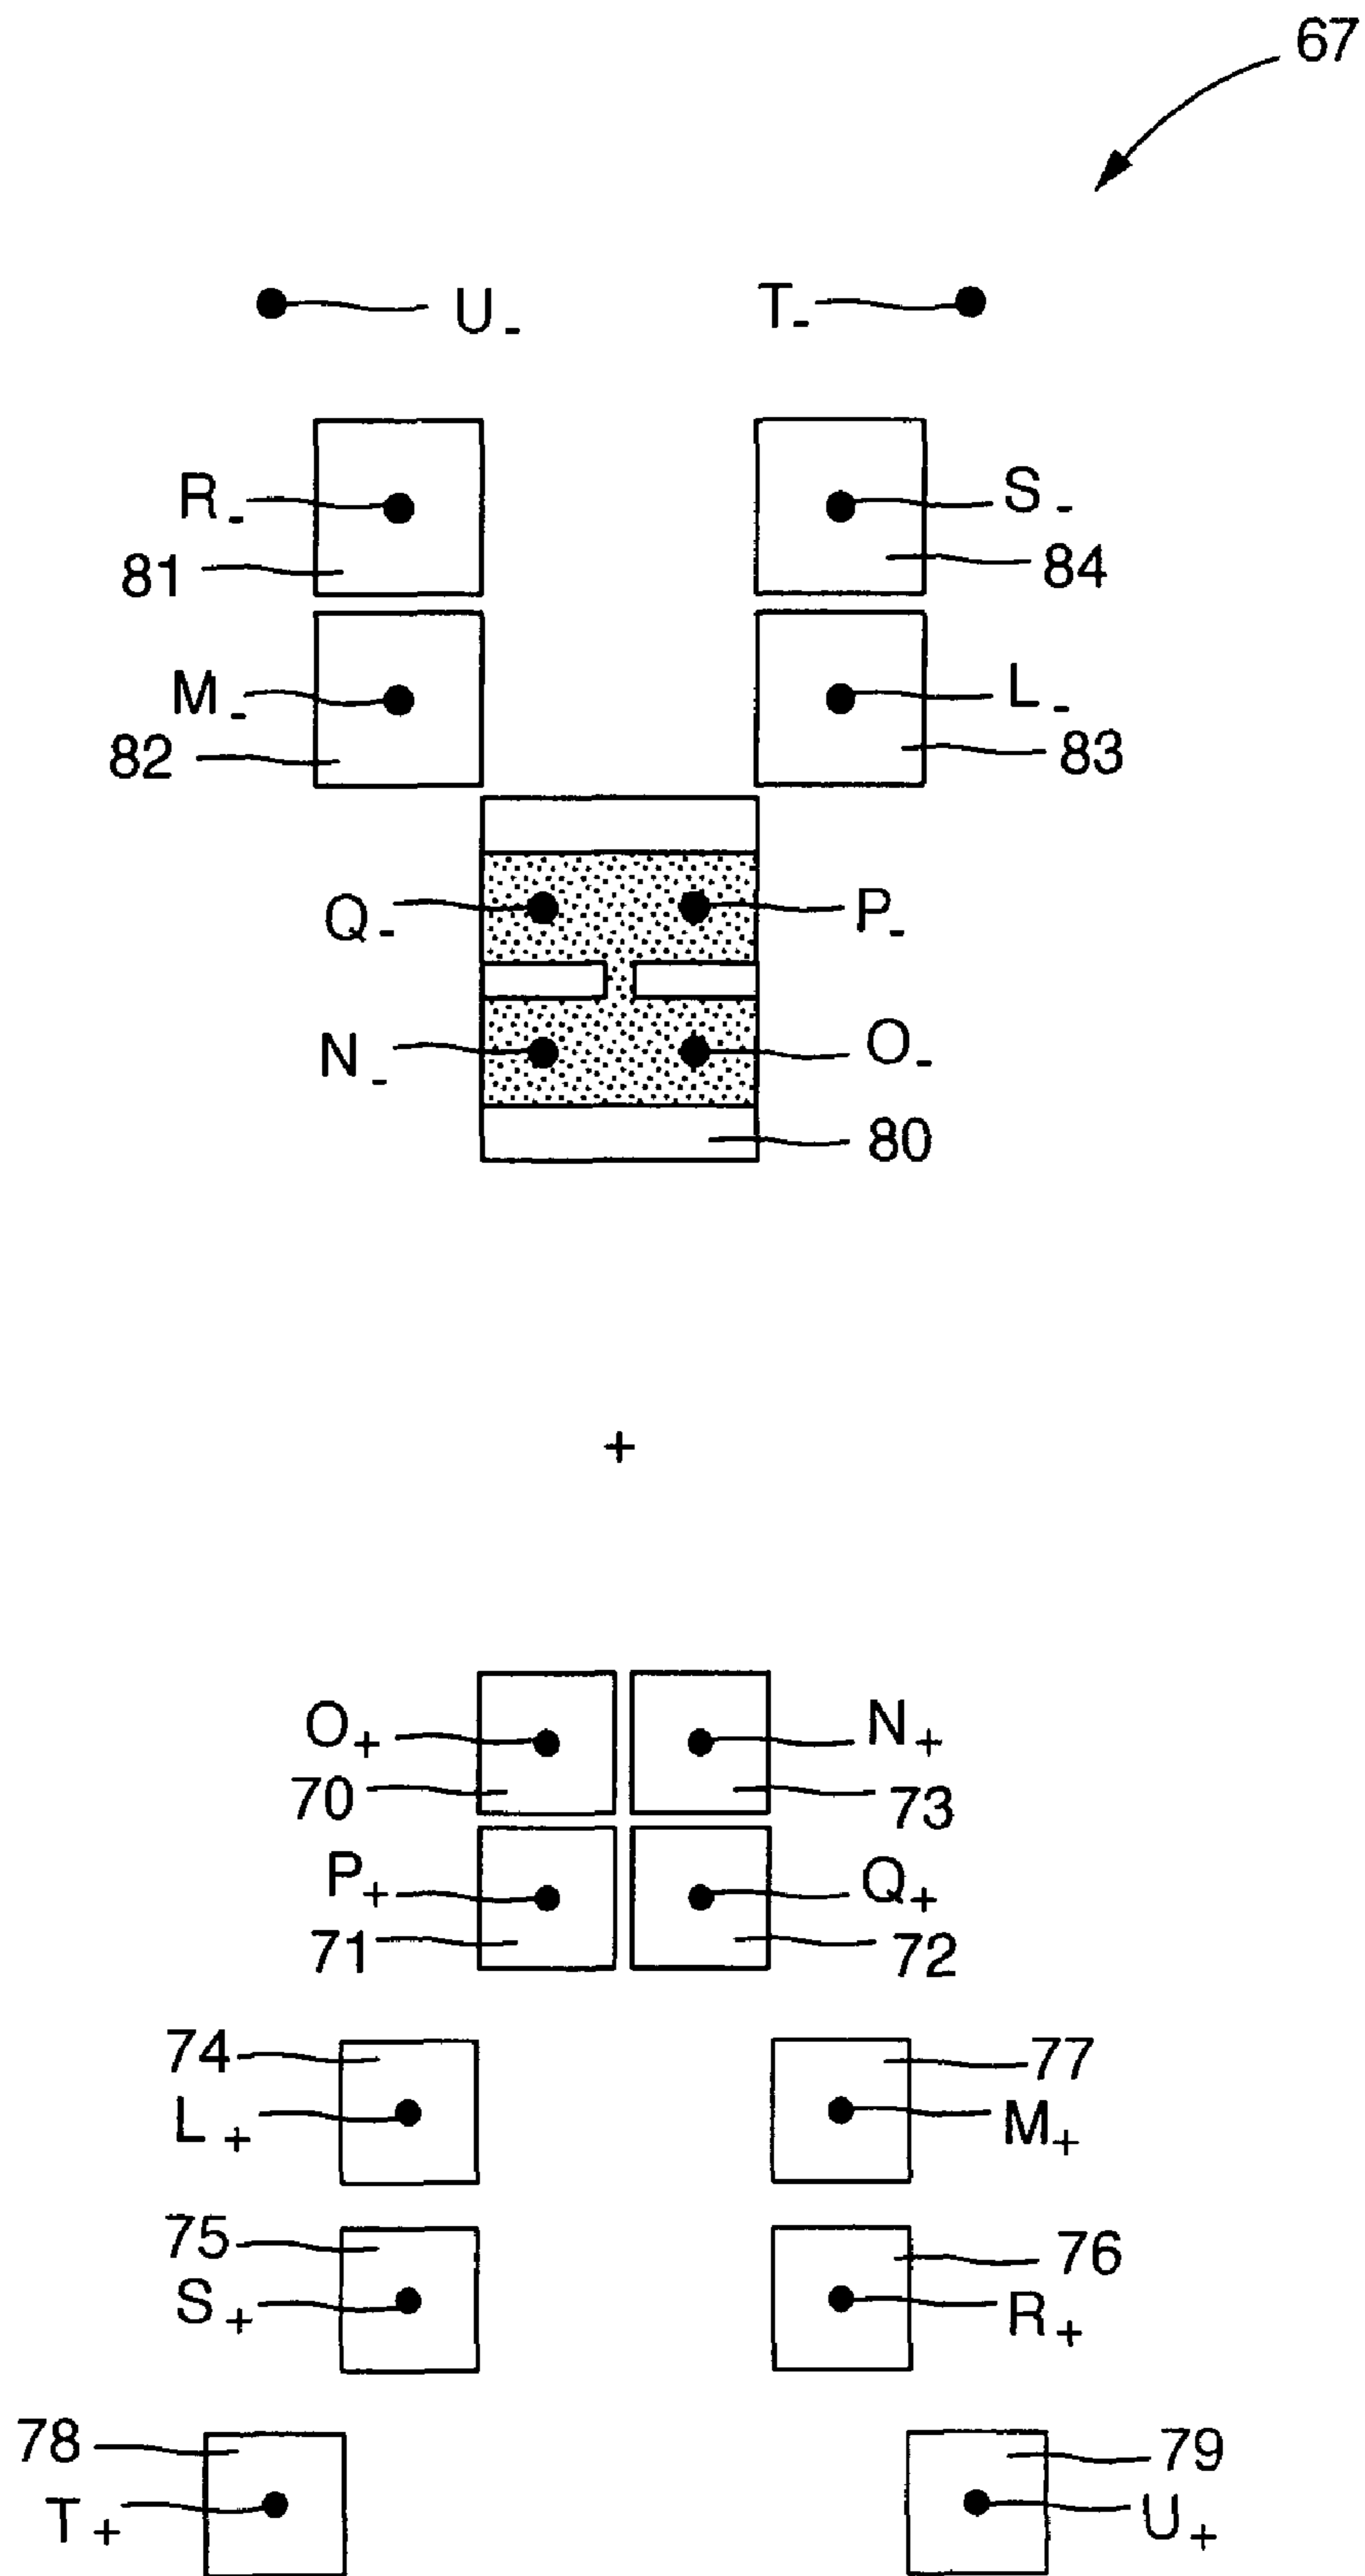 67
U- T-
R- S-
81 84
M- L-
82 83
Q- P-
N- O-
80
+
O+ N+
70 73
P+ Q+
71 72
74 77
L+ M+
75 76
S+ R+
78 79
T+ U+